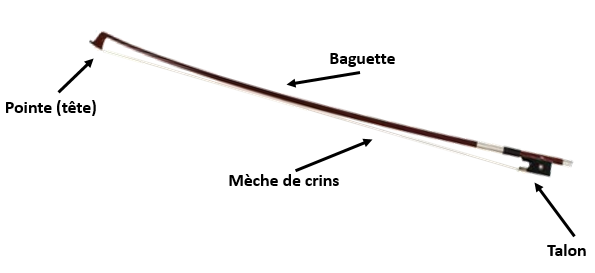 Baguette
Pointe (tête)
Mèche de crins
Talon